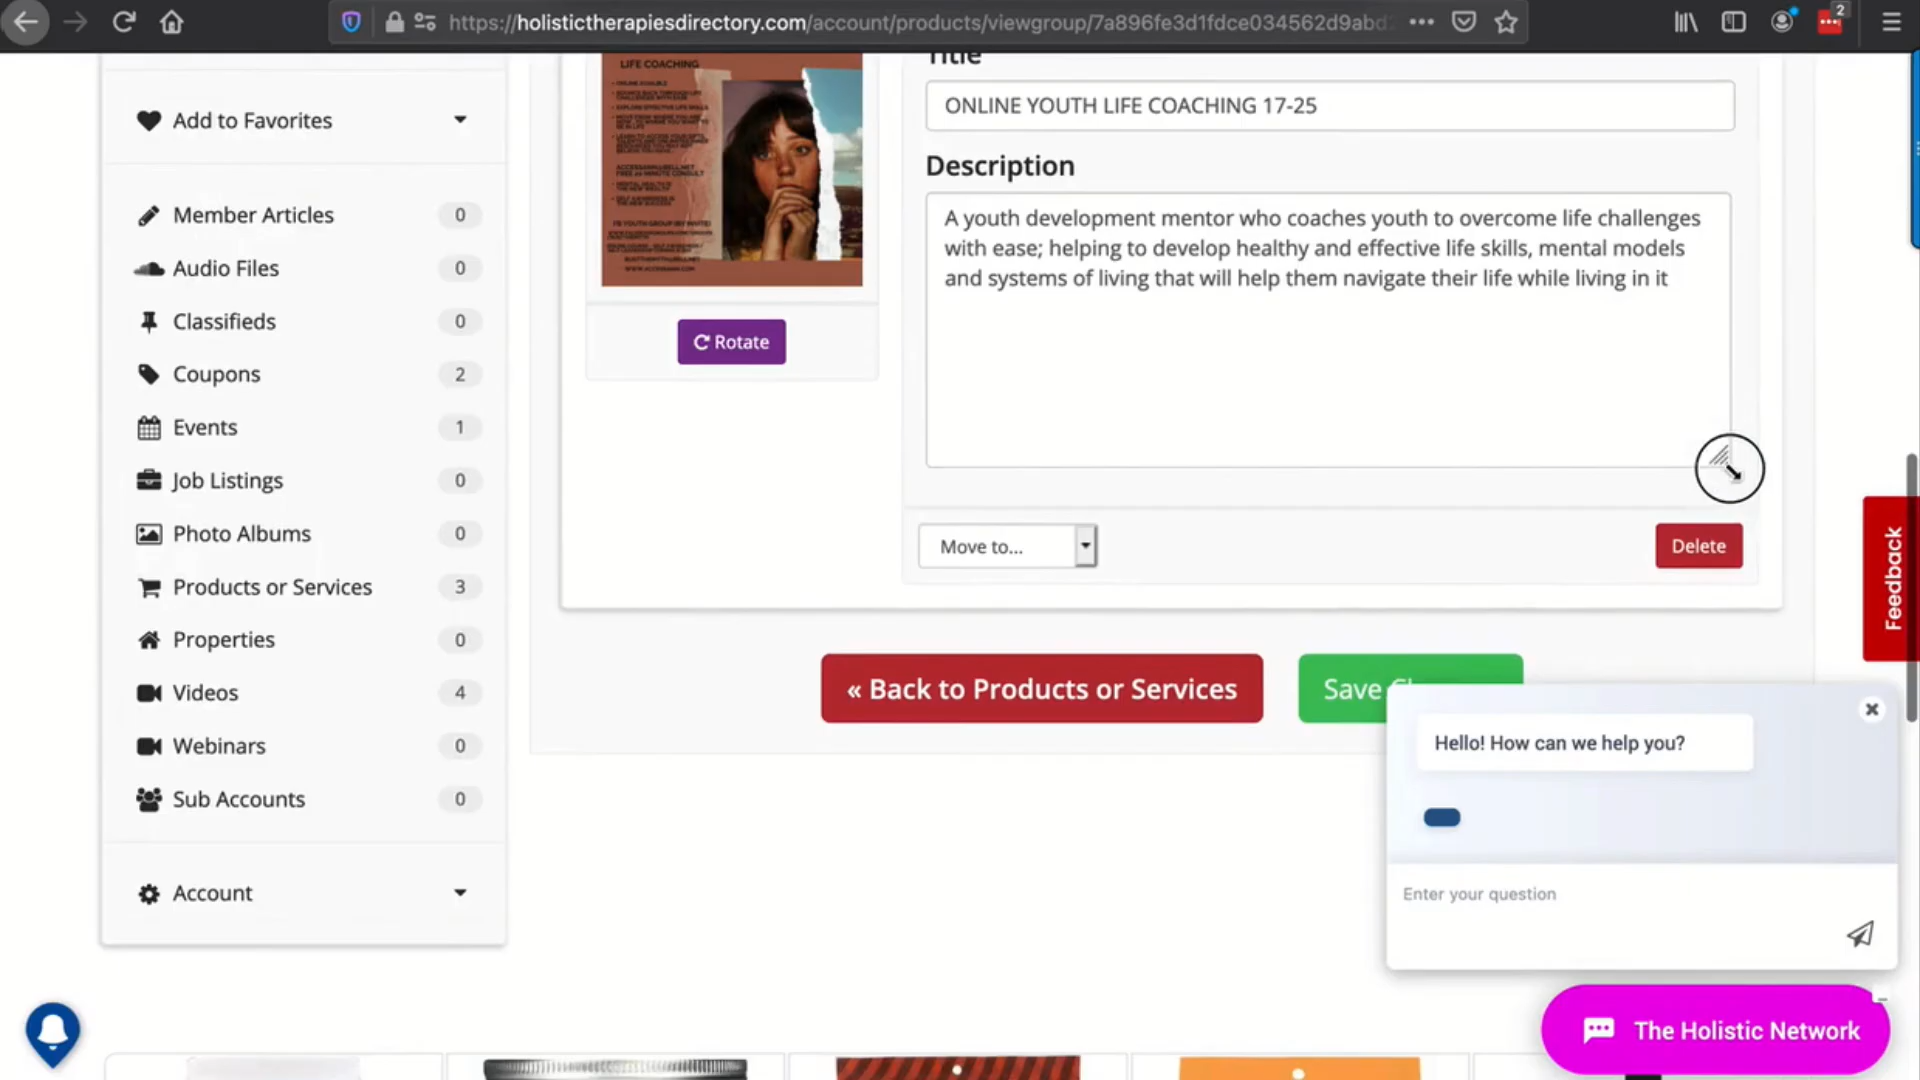 https://holistictherapiesdirectory.com/account/products/viewgroup/7a896fe3d1fdce034562d9abd
2
Add to Favorites
Member Articles 0
Audio Files 0
Classifieds 0
Coupons 2
Events 1
Job Listings 0
Photo Albums 0
Products or Services 3
Properties 0
Videos 4
Webinars 0
Sub Accounts 0
Account
LIFE COACHING
Rotate
Title
ONLINE YOUTH LIFE COACHING 17-25
Description
A youth development mentor who coaches youth to overcome life challenges
with ease; helping to develop healthy and effective life skills, mental models
and systems of living that will help them navigate their life while living in it
Move to...
Delete
« Back to Products or Services
Save
Feedback
Hello! How can we help you?
Enter your question
The Holistic Network